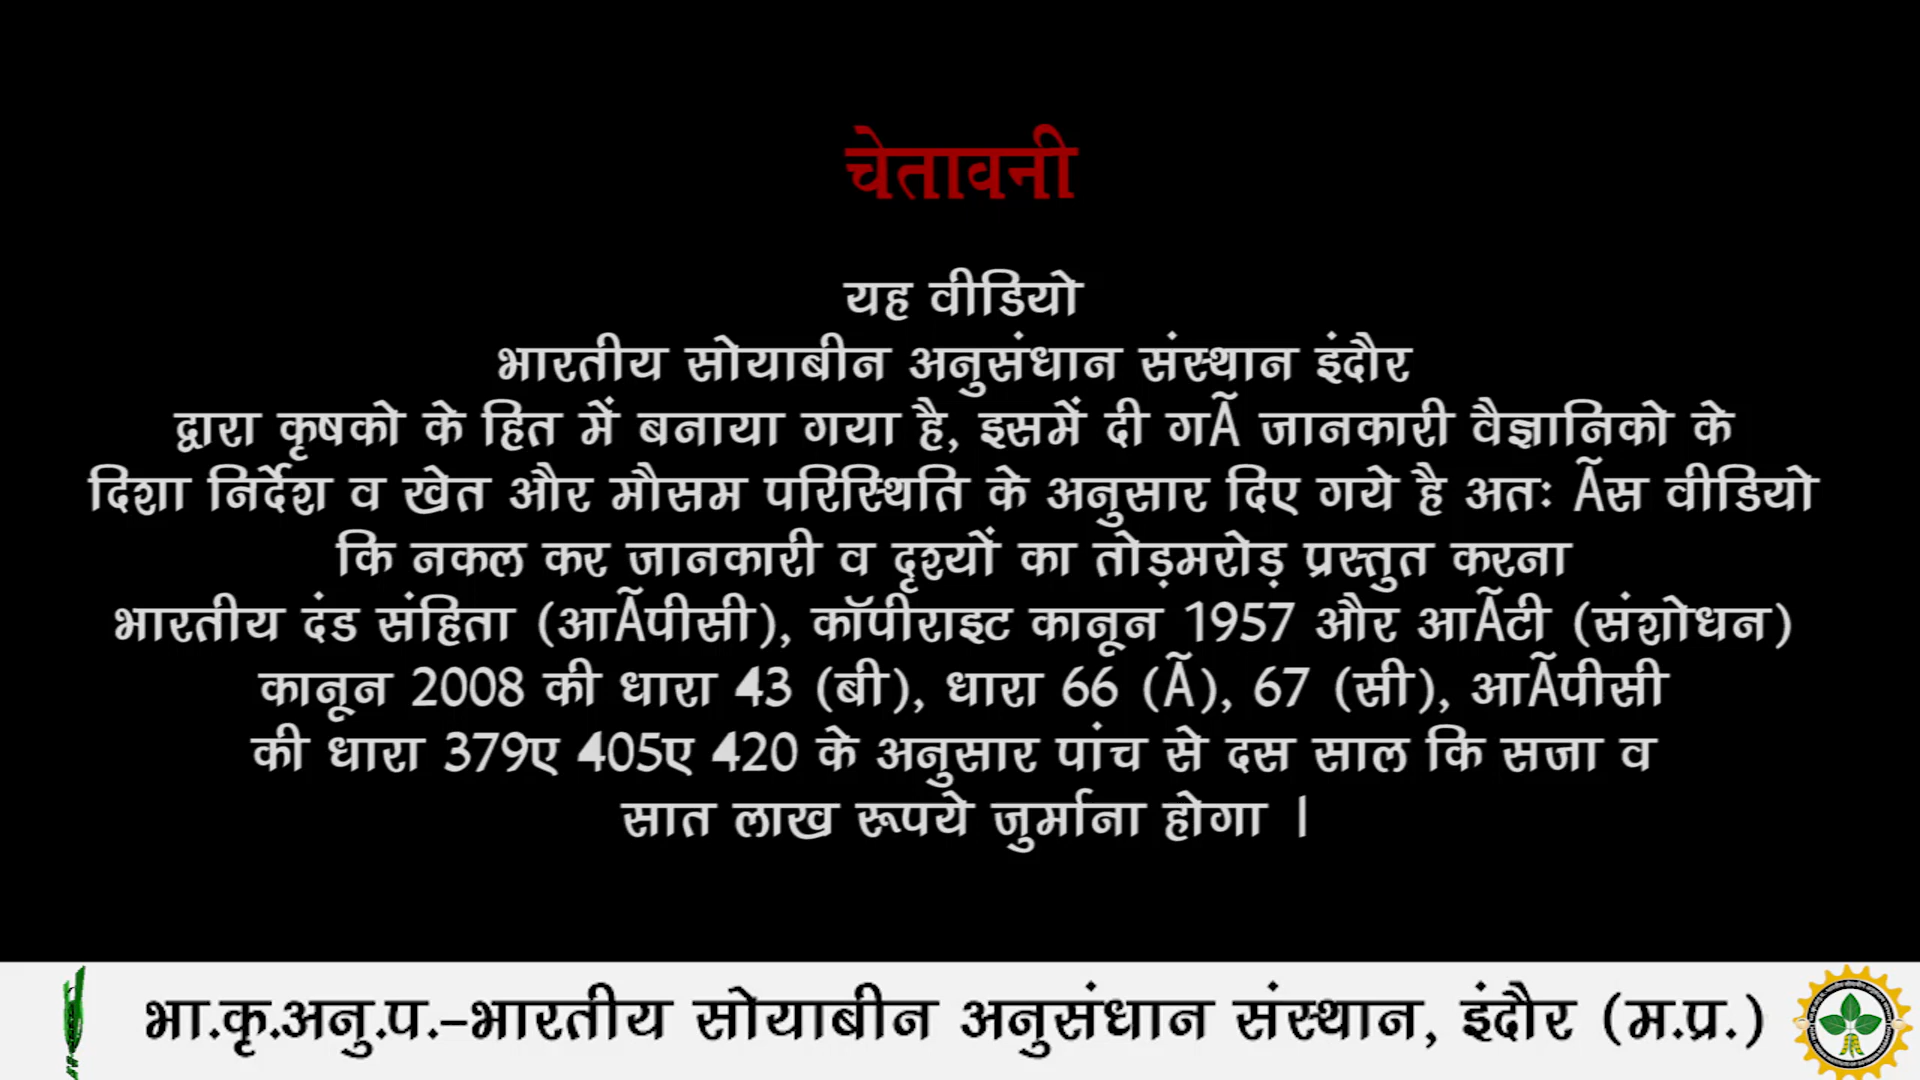 चेतावनी
यह वीडियो
भारतीय सोयाबीन अनुसंधान संस्थान इंदौर
द्वारा कृषको के हित में बनाया गया है, इसमें दी गÃ जानकारी वैज्ञानिको के
दिशा निर्देश व खेत और मौसम परिस्थिति के अनुसार दिए गये है अतः Ãस वीडियो
कि नकल कर जानकारी व दृश्यों का तोड़मरोड़ प्रस्तुत करना
भारतीय दंड संहिता (आÃपीसी), कॉपीराइट कानून 1957 और आÃटी (संशोधन)
कानून 2008 की धारा 43 (बी), धारा 66 (Ã), 67 (सी), आÃपीसी
की धारा 379ए 405ए 420 के अनुसार पांच से दस साल कि सजा व
सात लाख रूपये जुर्माना होगा ।
भा.कृ.अनु.प.-भारतीय सोयाबीन अनुसंधान संस्थान, इंदौर (म.प्र.)